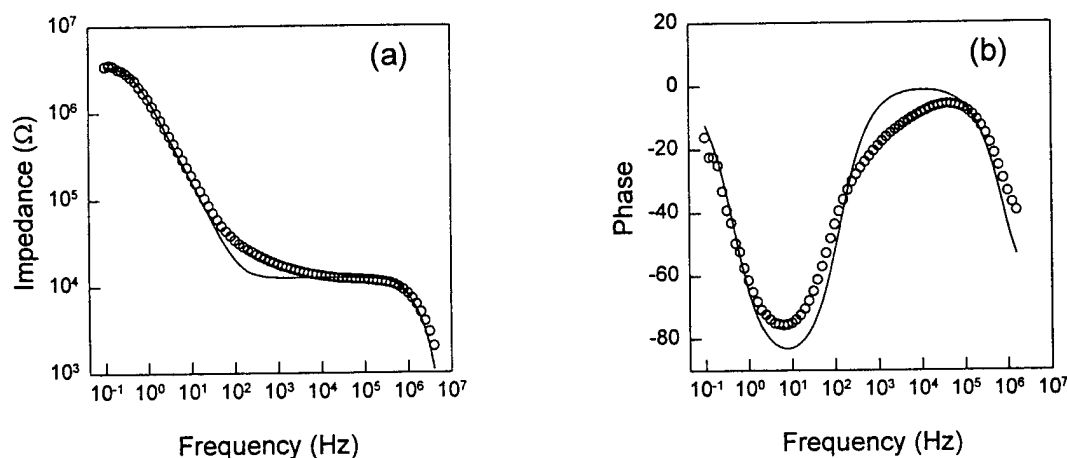 (a)
Impedance (Ω)
10⁷
10⁶
10⁵
10⁴
10³
10⁻¹ 10⁰ 10¹ 10² 10³ 10⁴ 10⁵ 10⁶ 10⁷
Frequency (Hz)
(b)
Phase
20
0
-20
-40
-60
-80
10⁻¹ 10⁰ 10¹ 10² 10³ 10⁴ 10⁵ 10⁶ 10⁷
Frequency (Hz)